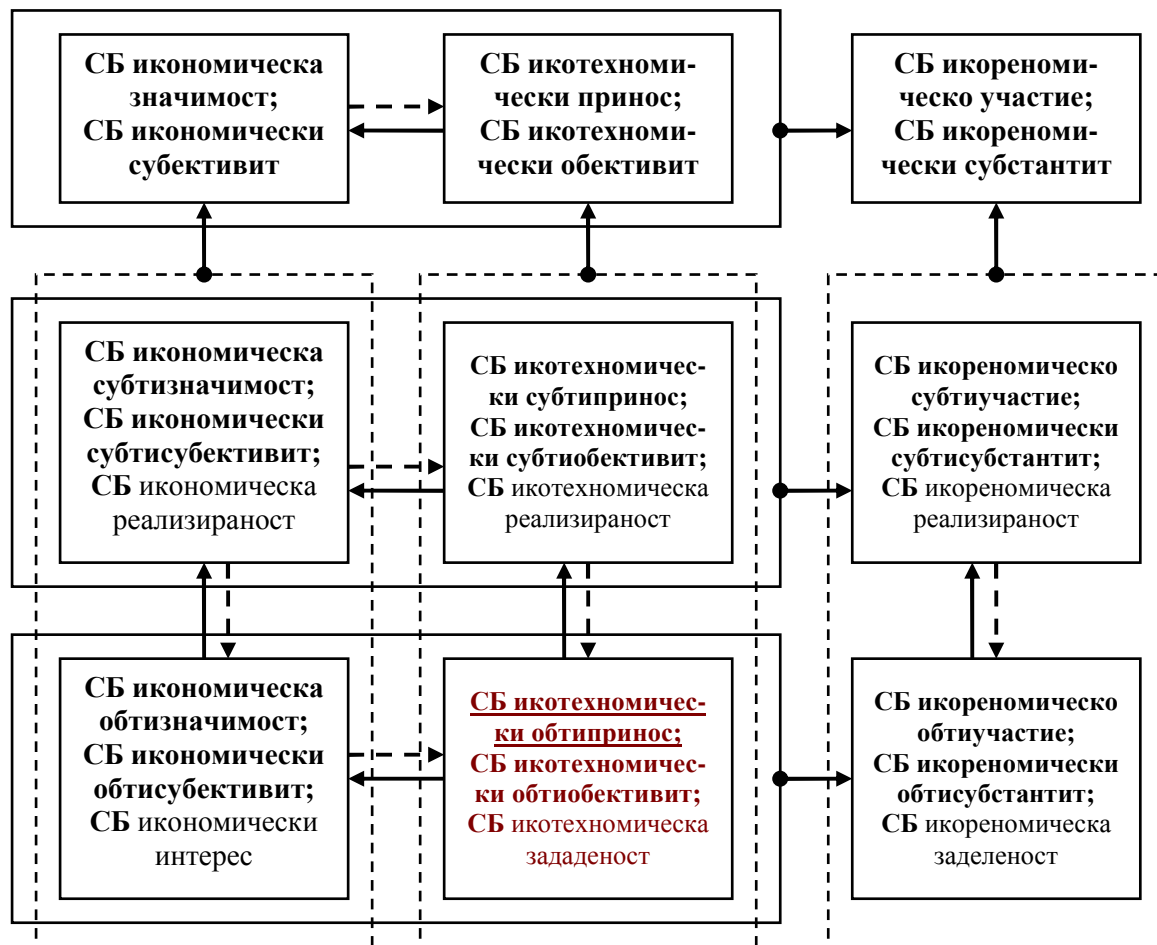 СБ икономическа
значимост;
СБ икономически
субективит
СБ икотехноми-
чески принос;
СБ икотехноми-
чески обективит
СБ икореноми-
ческо участие;
СБ икореноми-
чески субстантит
СБ икономическа
субтизначимост;
СБ икономически
субтисубективит;
СБ икономическа
реализираност
СБ икотехномичес-
ки субтипринос;
СБ икотехномичес-
ки субтиобективит;
СБ икотехномическа
реализираност
СБ икореномическо
субтиучастие;
СБ икореномически
субтисубстантит;
СБ икореномическа
реализираност
СБ икономическа
обтизначимост;
СБ икономически
обтисубективит;
СБ икономически
интерес
СБ икотехномичес-
ки обтипринос;
СБ икотехномичес-
ки обтиобективит;
СБ икотехномическа
зададеност
СБ икореномическо
обтиучастие;
СБ икореномически
обтисубстантит;
СБ икореномическа
заделеност